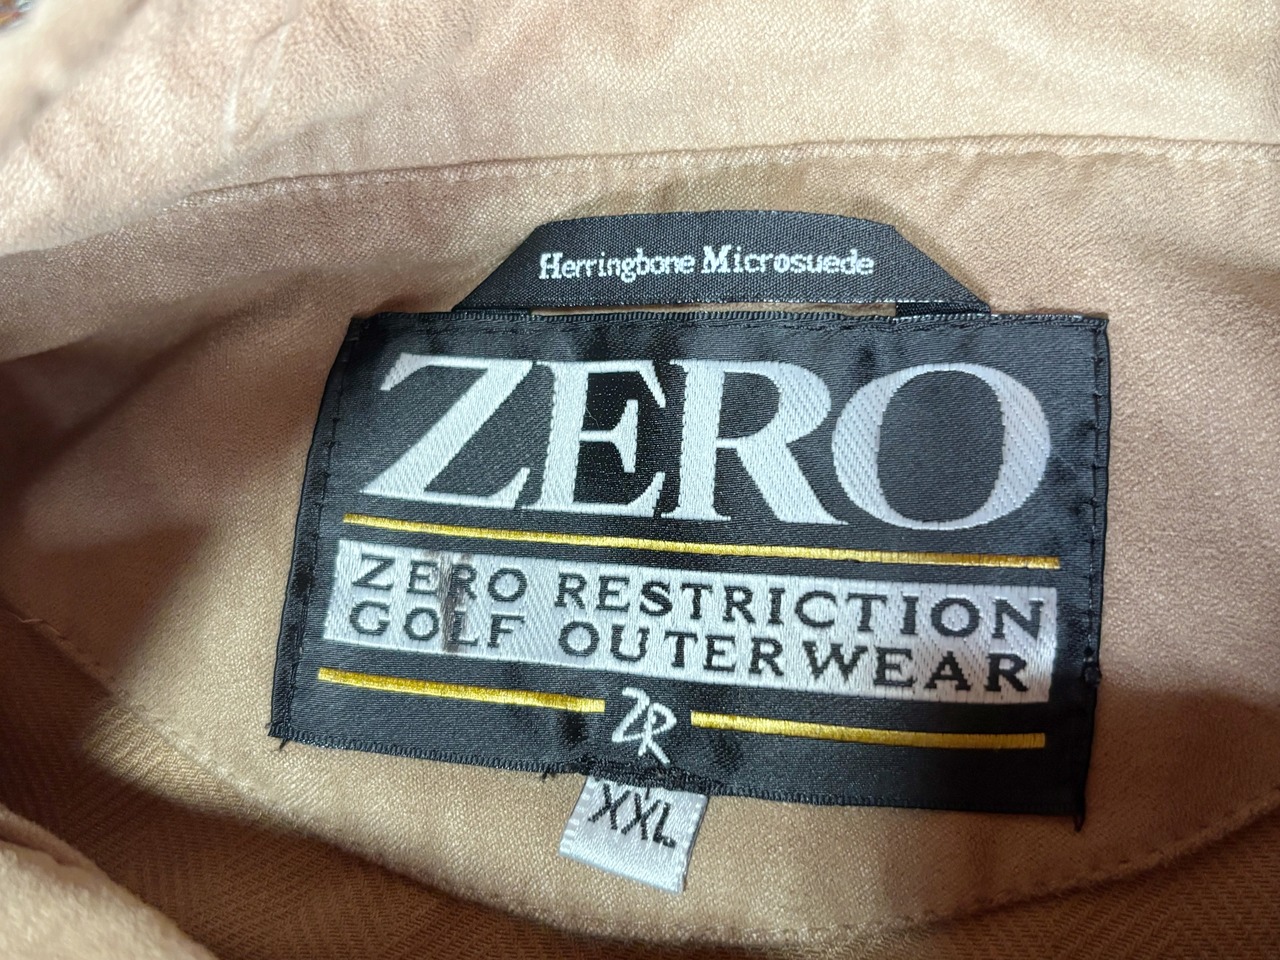 Herringbone Microsuede
ZERO
ZERO RESTRICTION
GOLF OUTERWEAR
ZR
XXL